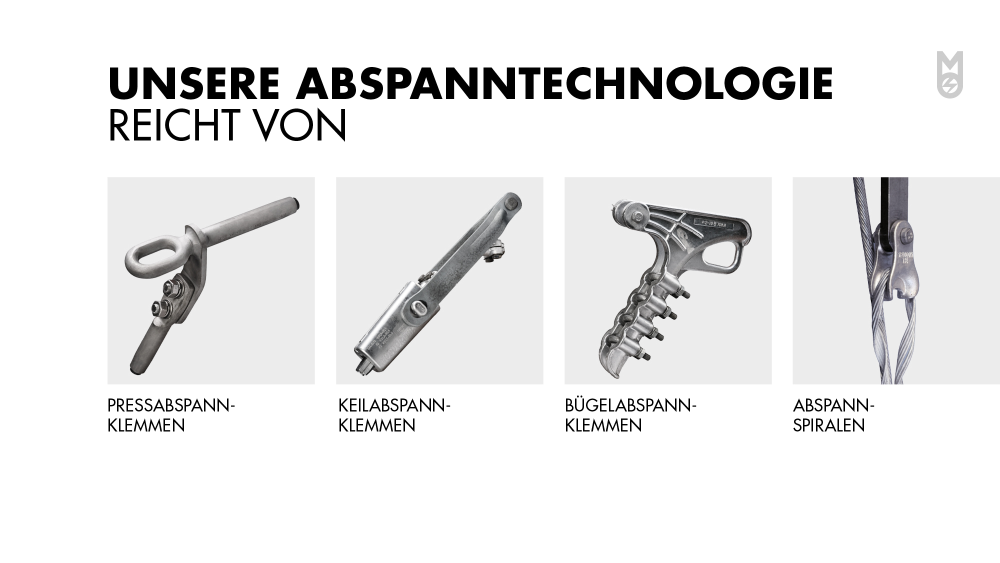 UNSERE ABSPANNTECHNOLOGIE
REICHT VON
PRESSABSPANN-
KLEMMEN
KEILABSPANN-
KLEMMEN
BÜGELABSPANN-
KLEMMEN
ABSPANN-
SPIRALEN